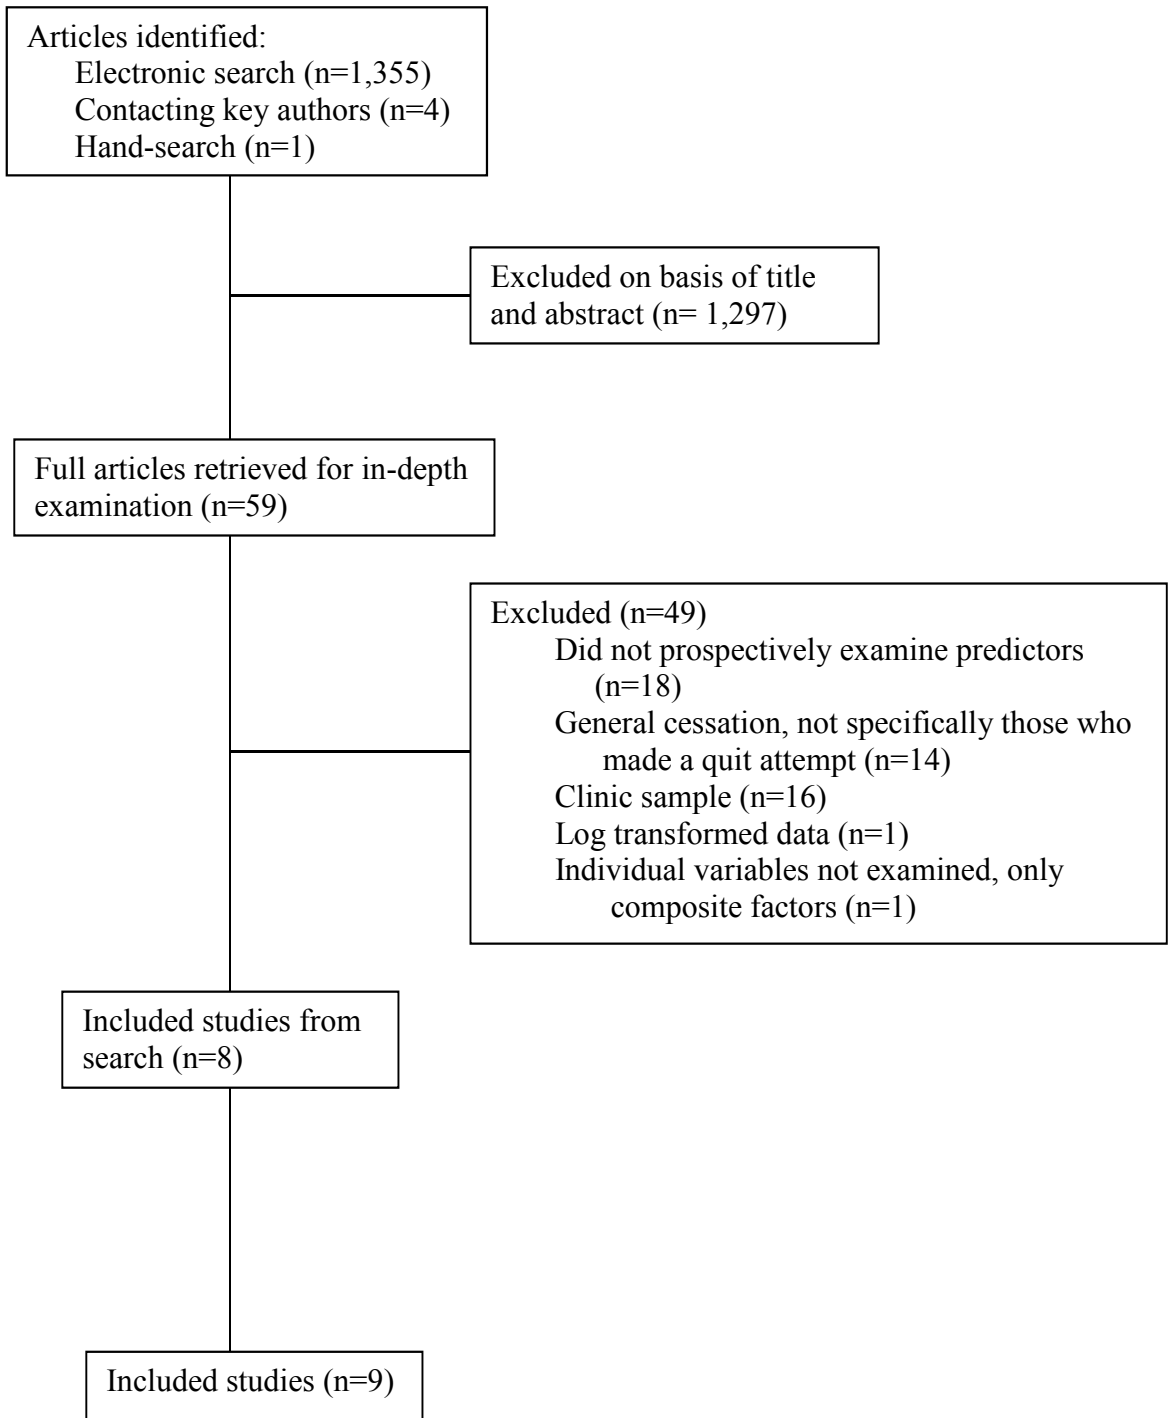 Articles identified:
Electronic search (n=1,355)
Contacting key authors (n=4)
Hand-search (n=1)
Excluded on basis of title
and abstract (n= 1,297)
Full articles retrieved for in-depth
examination (n=59)
Excluded (n=49)
Did not prospectively examine predictors
(n=18)
General cessation, not specifically those who
made a quit attempt (n=14)
Clinic sample (n=16)
Log transformed data (n=1)
Individual variables not examined, only
composite factors (n=1)
Included studies from
search (n=8)
Included studies (n=9)